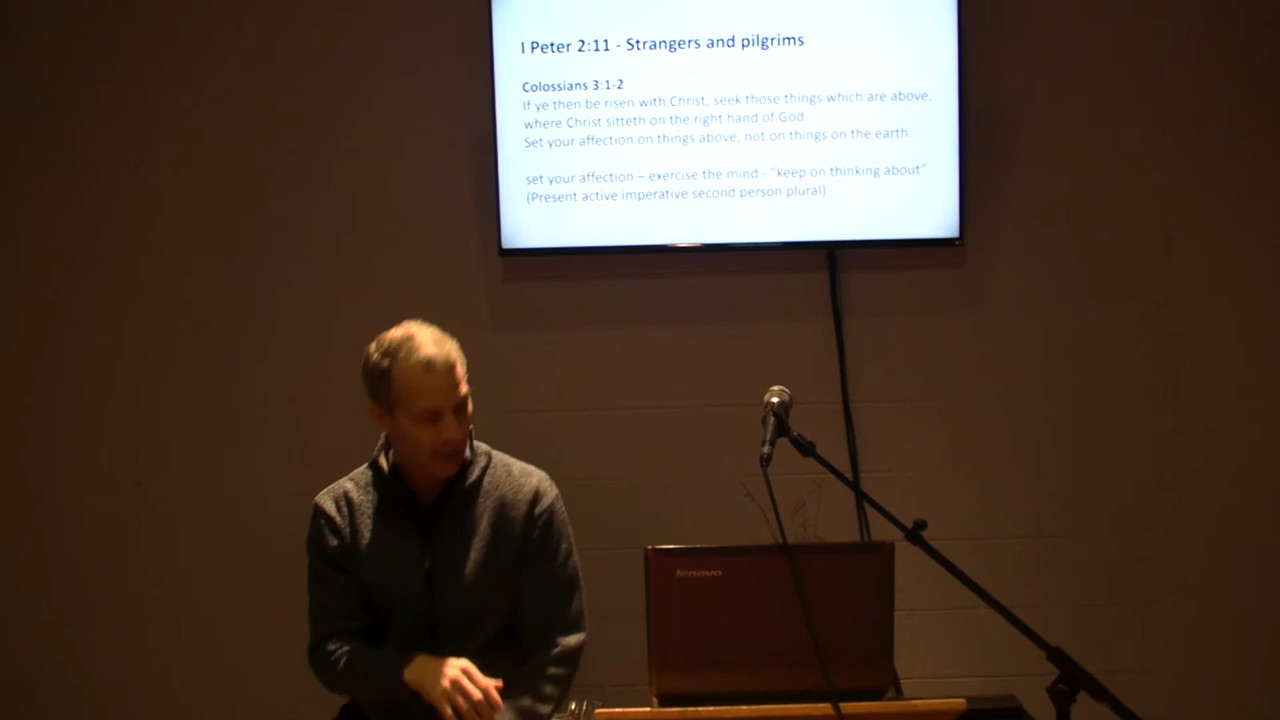 I Peter 2:11 - Strangers and pilgrims
Colossians 3:1-2
If ye then be risen with Christ, seek those things which are above,
where Christ sitteth on the right hand of God.
Set your affection on things above, not on things on the earth.
set your affection – exercise the mind - "keep on thinking about"
(Present active imperative second person plural)
lenovo